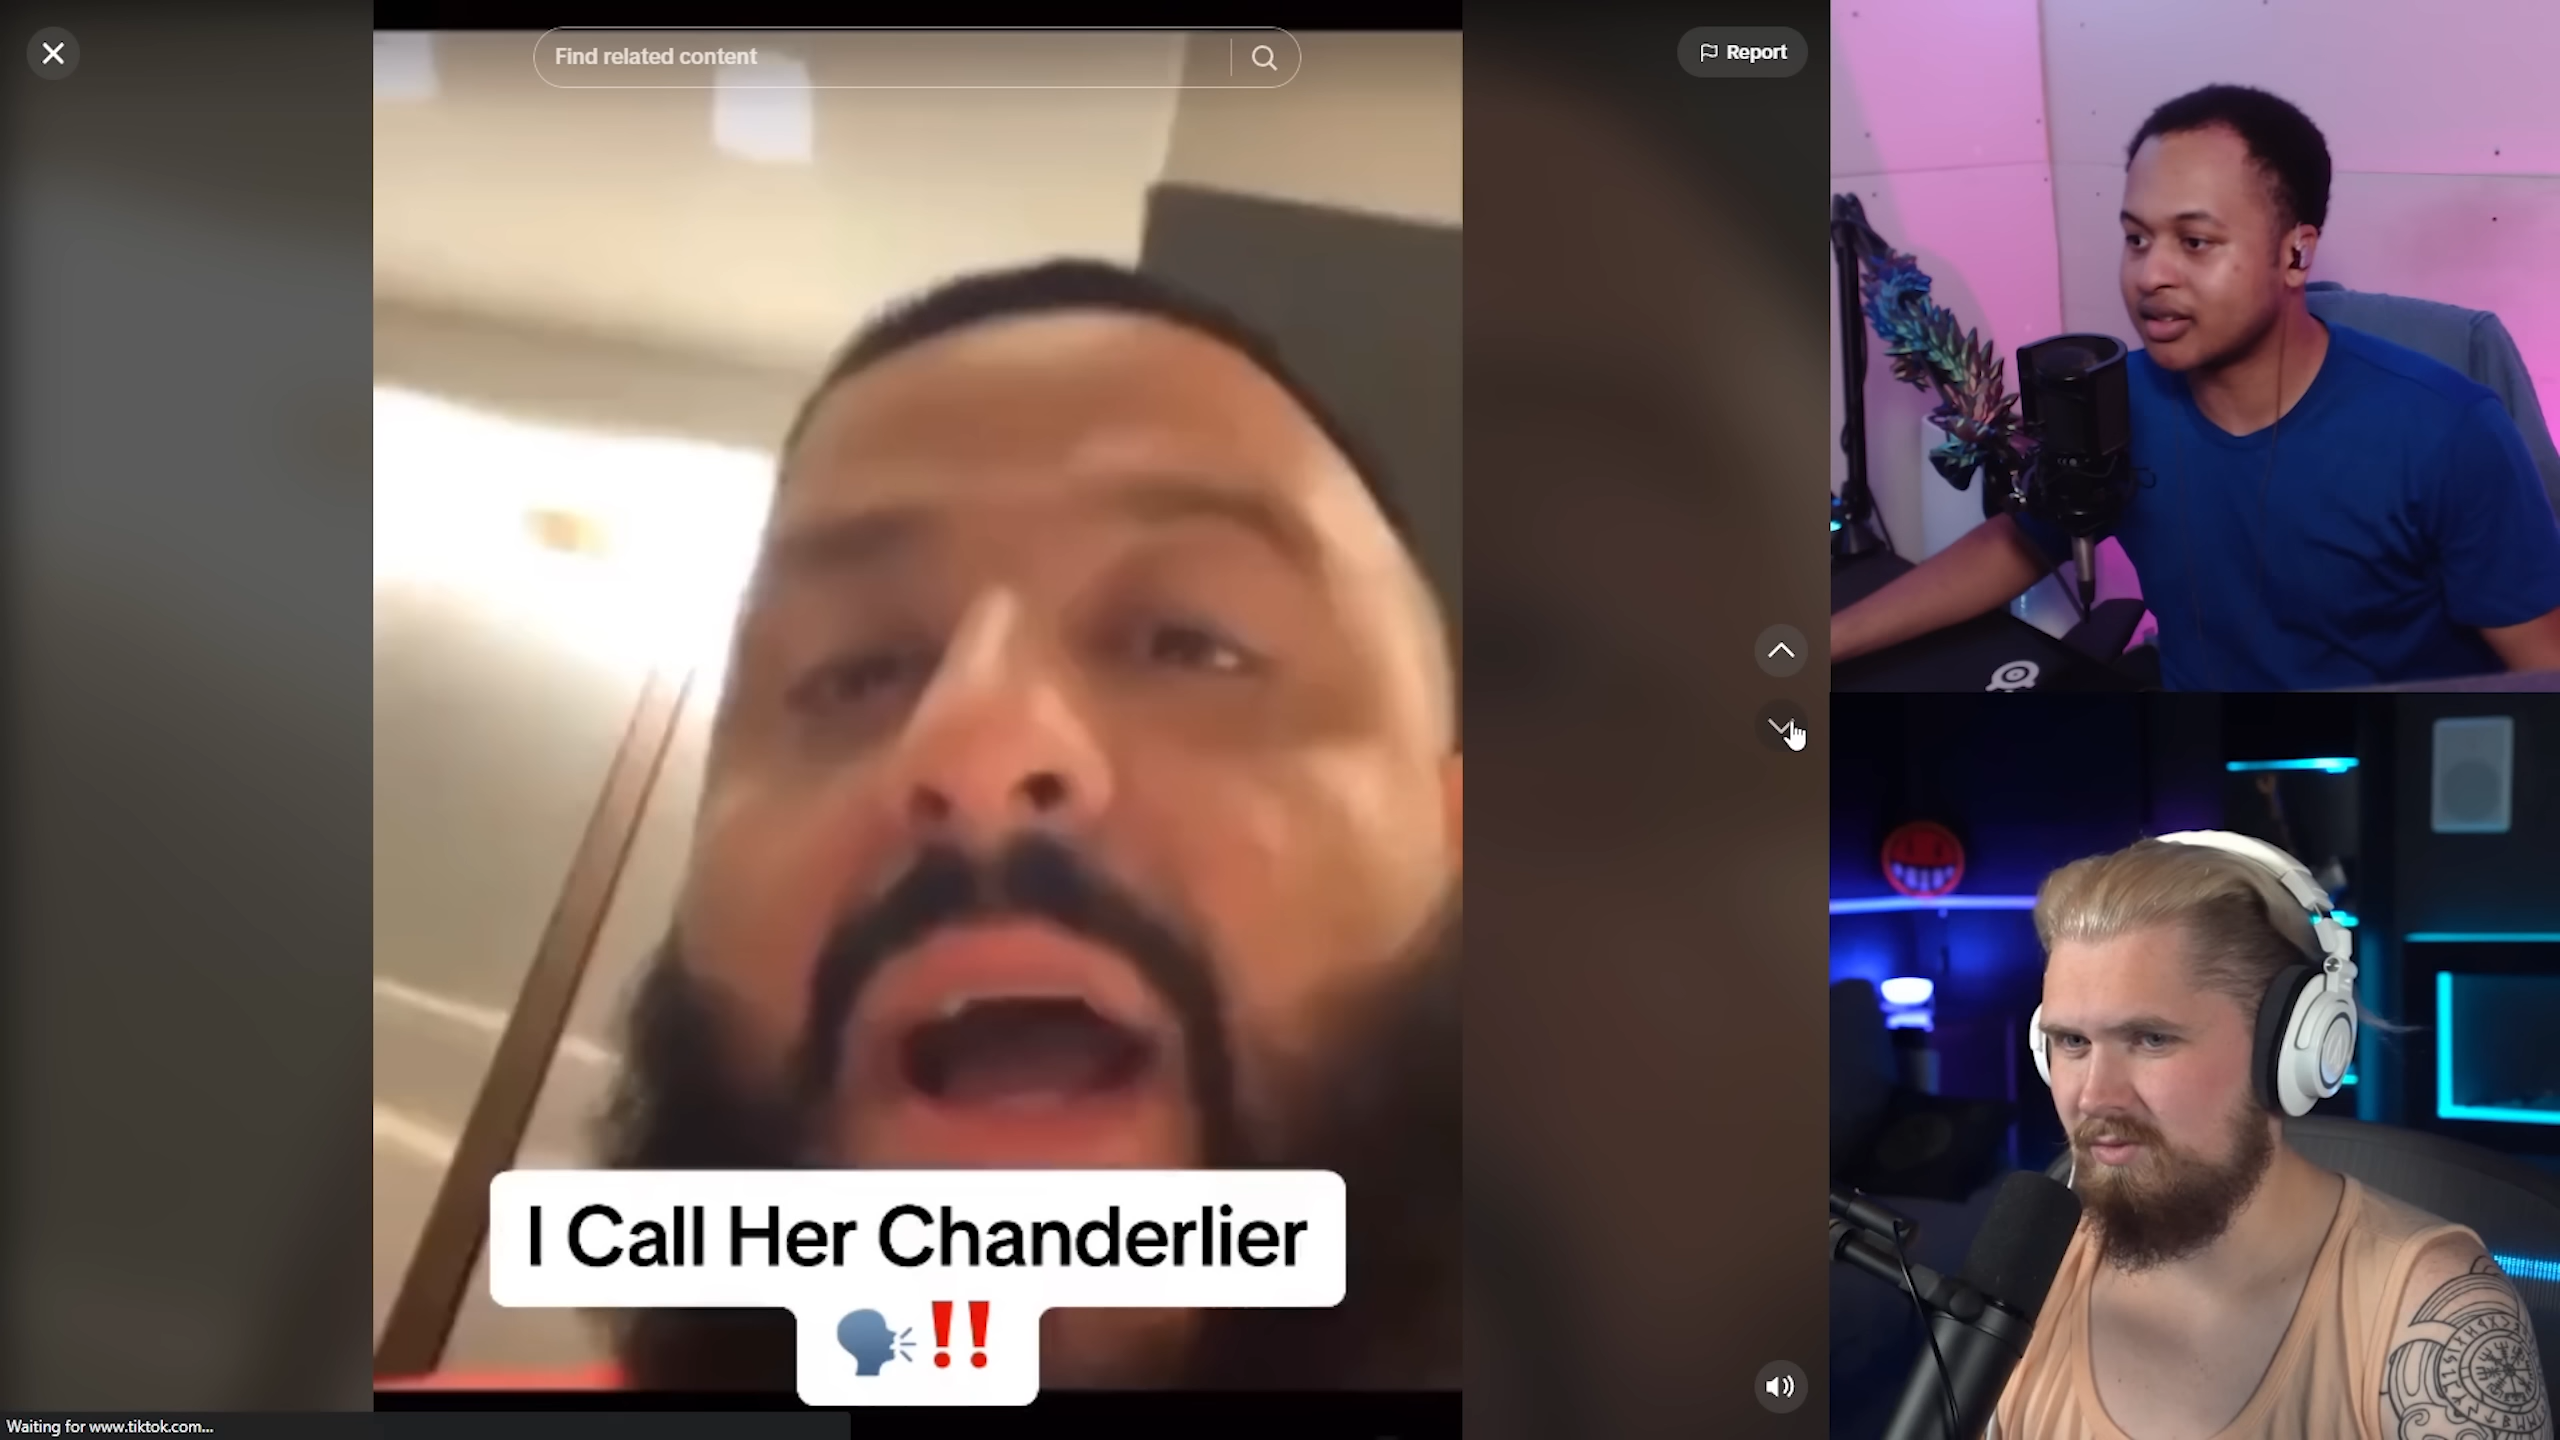 Find related content
Report
I Call Her Chanderlier
🗣‼
Waiting for www.tiktok.com...